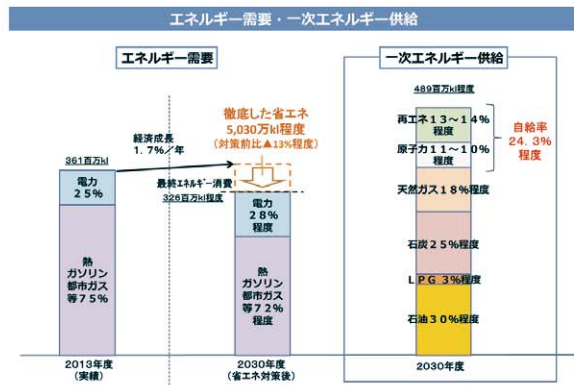 エネルギー需要・一次エネルギー供給
エネルギー需要
361百万kl
電力
25%
熱
ガソリン
都市ガス
等75%
2013年度
(実績)
経済成長
1.7%/年
徹底した省エネ
5,030万kl程度
(対策前比▲13%程度)
最終エネルギー消費
326百万kl程度
電力
28%
程度
熱
ガソリン
都市ガス
等72%
程度
2030年度
(省エネ対策後)
一次エネルギー供給
489百万kl程度
再エネ13~14%
程度
原子力11~10%
程度
自給率
24.3%
程度
天然ガス18%程度
石炭25%程度
LPG 3%程度
石油30%程度
2030年度